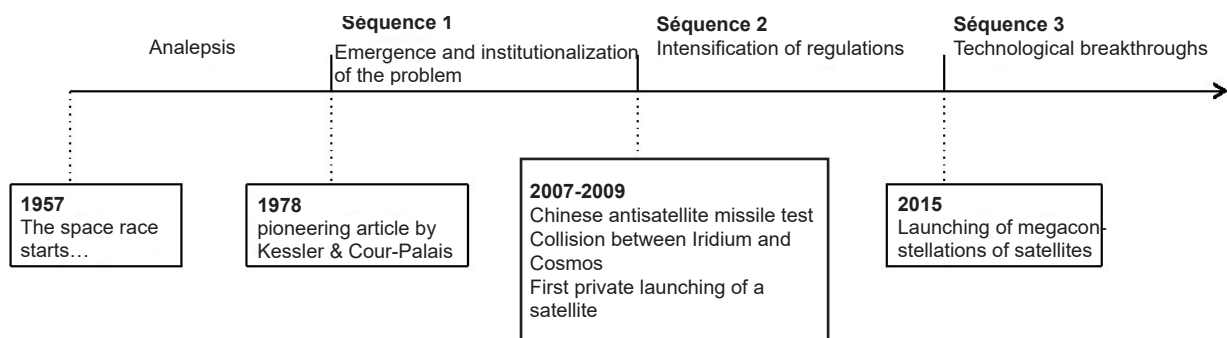 Séquence 1
Séquence 2
Séquence 3
Analepsis
Emergence and institutionalization
of the problem
Intensification of regulations
Technological breakthroughs
1957
The space race
starts…
1978
pioneering article by
Kessler & Cour-Palais
2007-2009
Chinese antisatellite missile test
Collision between Iridium and
Cosmos
First private launching of a
satellite
2015
Launching of megacon-
stellations of satellites